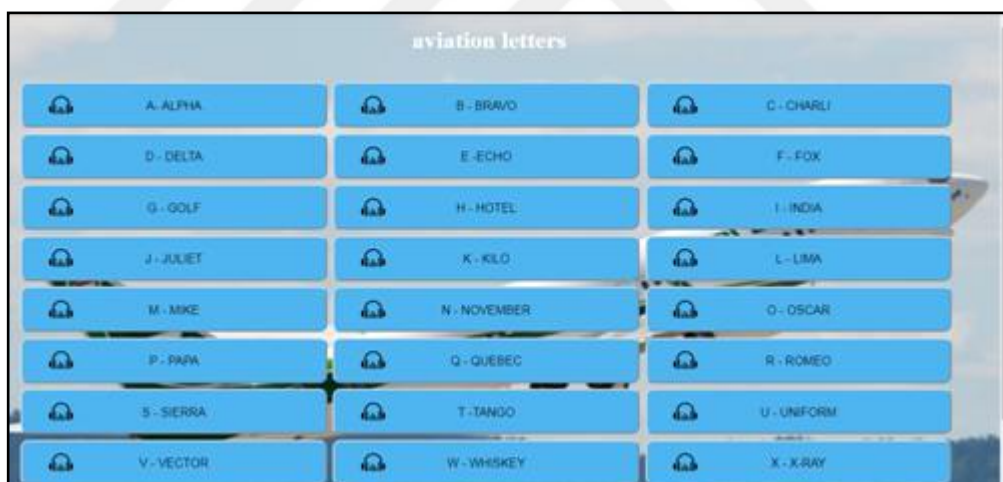 aviation letters
A- ALPHA
B - BRAVO
C - CHARLI
D - DELTA
E -ECHO
F - FOX
G - GOLF
H - HOTEL
I - INDIA
J - JULIET
K - KILO
L - LIMA
M - MIKE
N - NOVEMBER
O - OSCAR
P - PAPA
Q - QUEBEC
R - ROMEO
S - SIERRA
T -TANGO
U - UNIFORM
V - VECTOR
W - WHISKEY
X - X-RAY